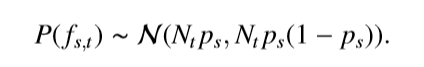 P(f_{s,t}) ∼ 𝒩(N_t p_s, N_t p_s(1 − p_s)).